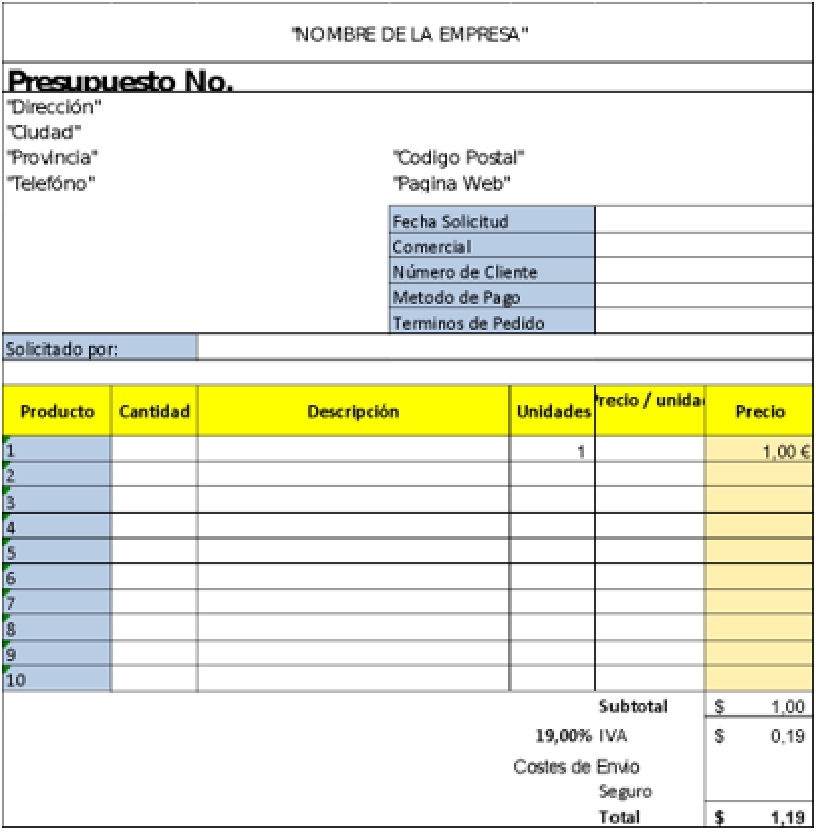 "NOMBRE DE LA EMPRESA"
Presupuesto No.
"Dirección"
"Ciudad"
"Provincia" "Codigo Postal"
"Telefóno" "Pagina Web"
Fecha Solicitud
Comercial
Número de Cliente
Metodo de Pago
Terminos de Pedido
Solicitado por:
Producto Cantidad Descripción Unidades recio / unida Precio
1 1 1,00 €
2
3
4
5
6
7
8
9
10
Subtotal $ 1,00
19,00% IVA $ 0,19
Costes de Envio
Seguro
Total $ 1,19